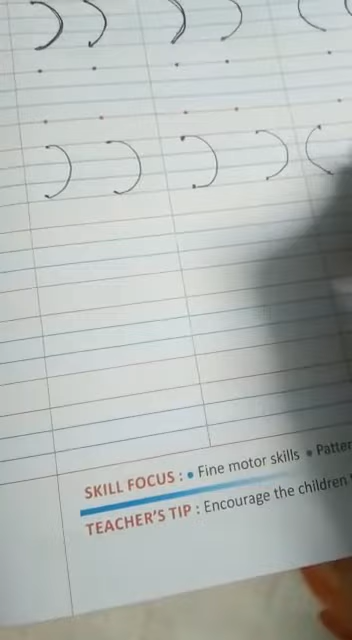 SKILL FOCUS : • Fine motor skills •
TEACHER'S TIP : Encourage the children